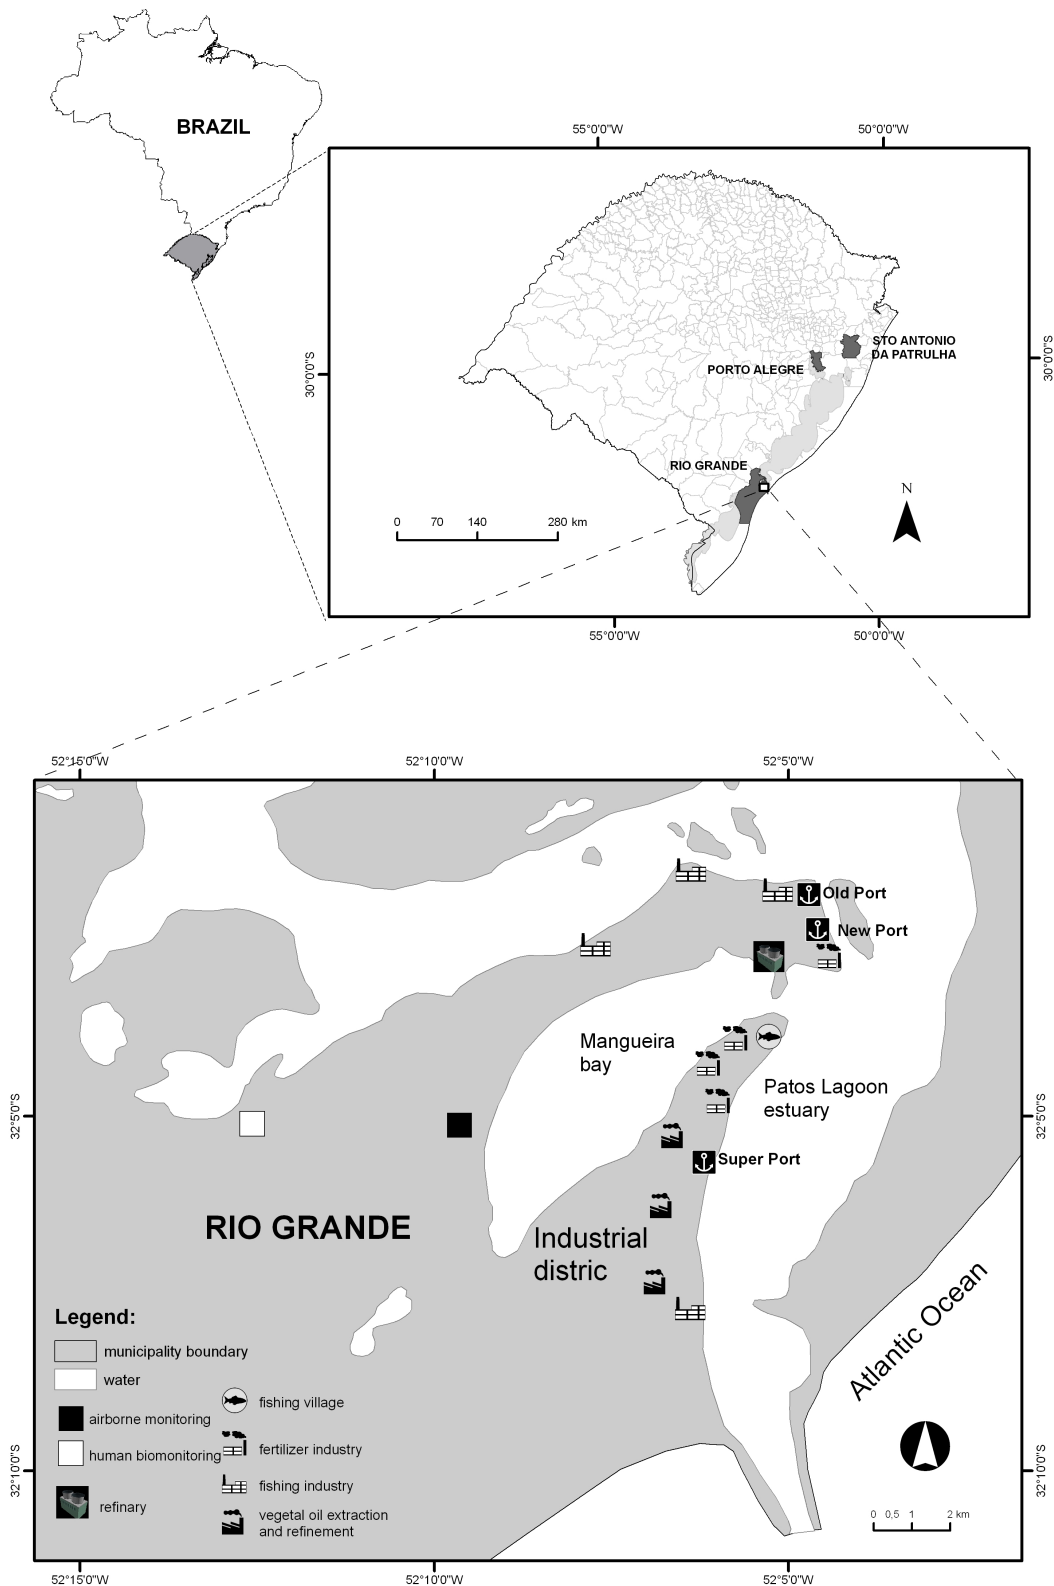 BRAZIL
55°0'0"W
50°0'0"W
30°0'0"S
30°0'0"S
STO ANTONIO
DA PATRULHA
PORTO ALEGRE
RIO GRANDE
N
0 70 140 280 km
55°0'0"W
50°0'0"W
52°15'0"W
52°10'0"W
52°5'0"W
Old Port
New Port
Mangueira
bay
Patos Lagoon
estuary
32°5'0"S
32°5'0"S
Super Port
RIO GRANDE
Industrial
distric
Atlantic Ocean
Legend:
municipality boundary
water
airborne monitoring
human biomonitoring
refinary
fishing village
fertilizer industry
fishing industry
vegetal oil extraction
and refinement
32°10'0"S
32°10'0"S
0 0,5 1 2 km
52°15'0"W
52°10'0"W
52°5'0"W